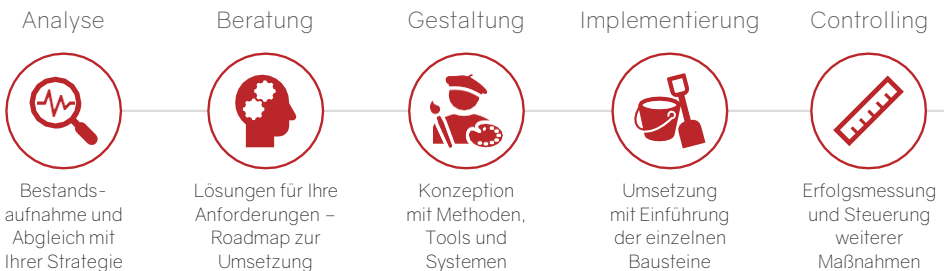 Analyse
Bestands-
aufnahme und
Abgleich mit
Ihrer Strategie
Beratung
Lösungen für Ihre
Anforderungen –
Roadmap zur
Umsetzung
Gestaltung
Konzeption
mit Methoden,
Tools und
Systemen
Implementierung
Umsetzung
mit Einführung
der einzelnen
Bausteine
Controlling
Erfolgsmessung
und Steuerung
weiterer
Maßnahmen